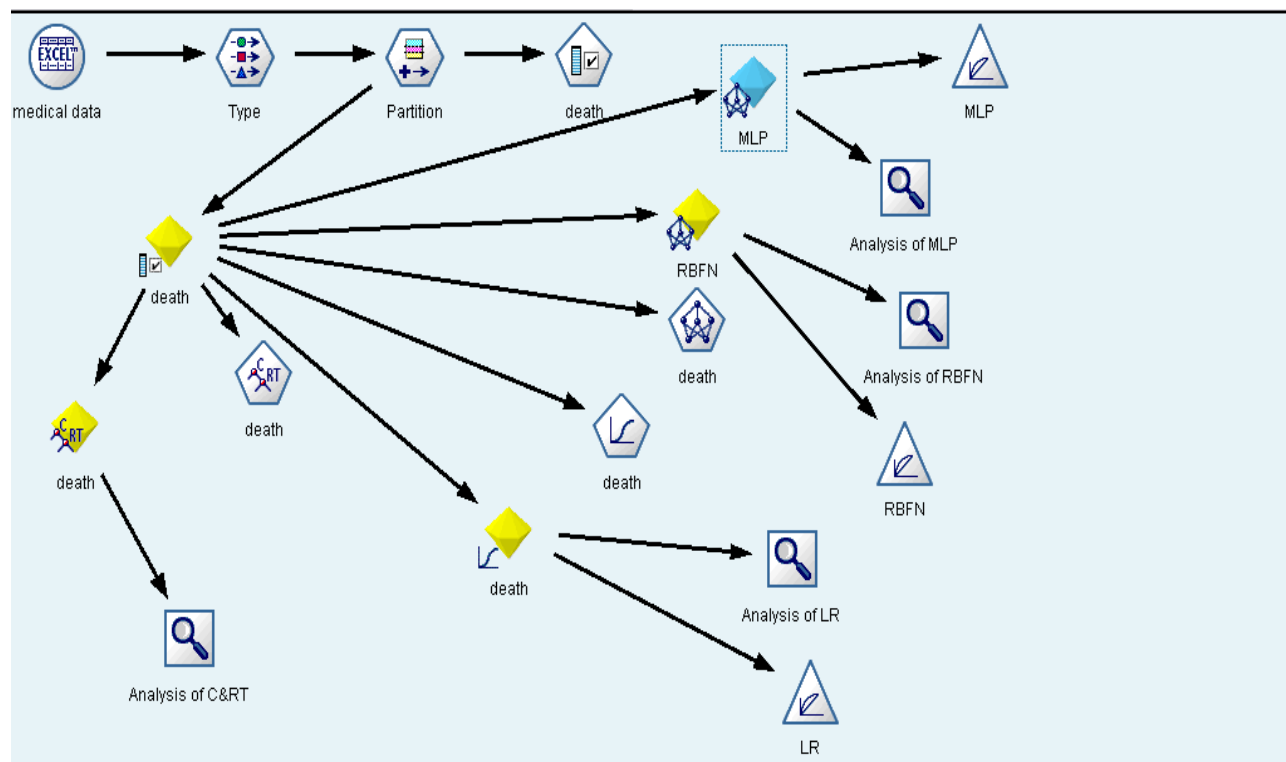 EXCEL
medical data
Type
Partition
death
MLP
MLP
Analysis of MLP
RBFN
death
death
Analysis of RBFN
C
RT
death
C
RT
death
death
RBFN
death
Analysis of LR
Analysis of C&RT
LR